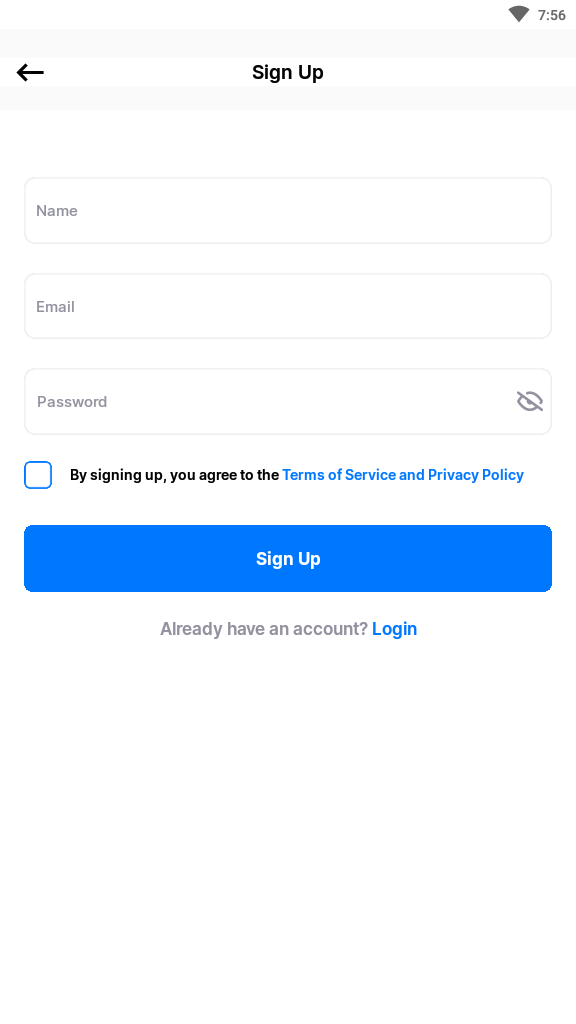 7:56
Sign Up
Name
Email
Password
By signing up, you agree to the Terms of Service and Privacy Policy
Sign Up
Already have an account? Login